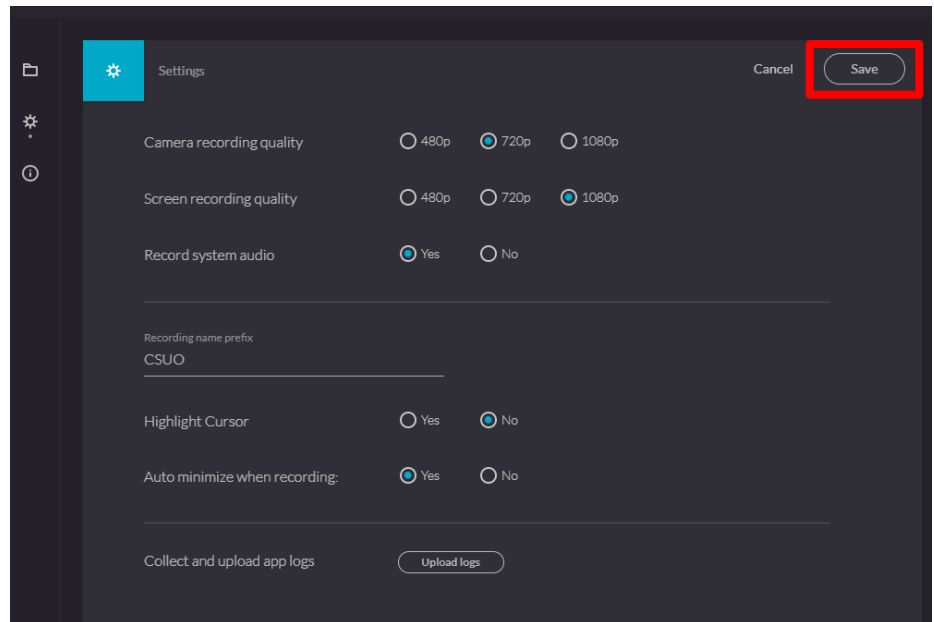 Settings Cancel Save
Camera recording quality 480p 720p 1080p
Screen recording quality 480p 720p 1080p
Record system audio Yes No
Recording name prefix
CSUO
Highlight Cursor Yes No
Auto minimize when recording: Yes No
Collect and upload app logs Upload logs